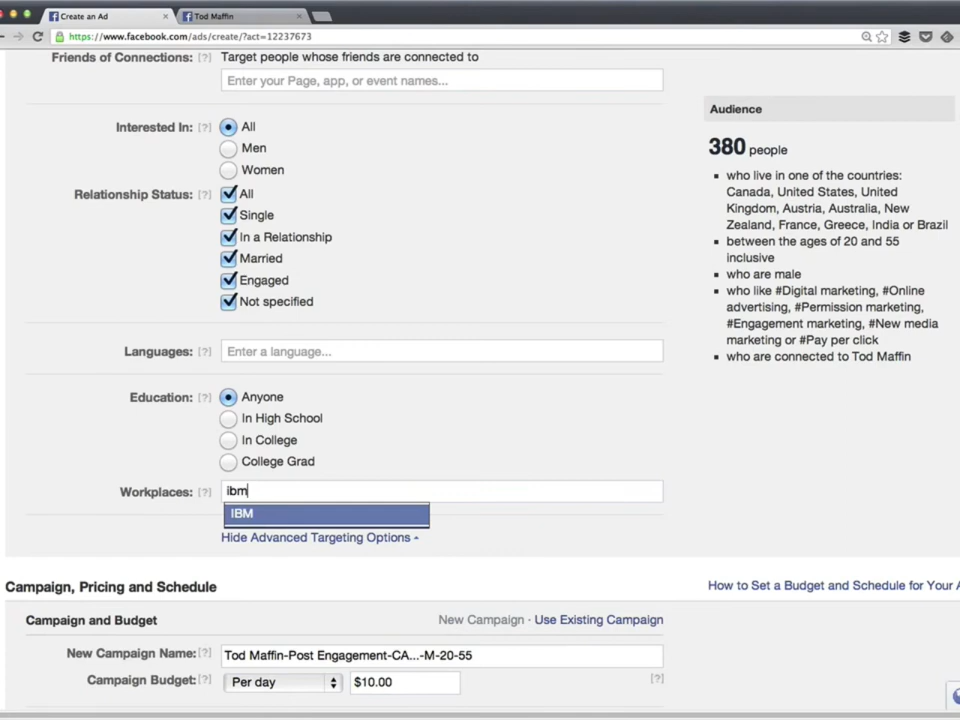 Create an Ad
Tod Maffin
https://www.facebook.com/ads/create/?act=12237673
Friends of Connections: [?] Target people whose friends are connected to
Enter your Page, app, or event names...
Interested In: [?] All
Men
Women
Relationship Status: [?] All
Single
In a Relationship
Married
Engaged
Not specified
Languages: [?] Enter a language...
Education: [?] Anyone
In High School
In College
College Grad
Workplaces: [?] ibm
IBM
Hide Advanced Targeting Options
Audience
380 people
who live in one of the countries:
Canada, United States, United
Kingdom, Austria, Australia, New
Zealand, France, Greece, India or Brazil
between the ages of 20 and 55
inclusive
who are male
who like #Digital marketing, #Online
advertising, #Permission marketing,
#Engagement marketing, #New media
marketing or #Pay per click
who are connected to Tod Maffin
Campaign, Pricing and Schedule
How to Set a Budget and Schedule for Your A
Campaign and Budget
New Campaign · Use Existing Campaign
New Campaign Name: [?] Tod Maffin-Post Engagement-CA...-M-20-55
Campaign Budget: [?] Per day $10.00 [?]